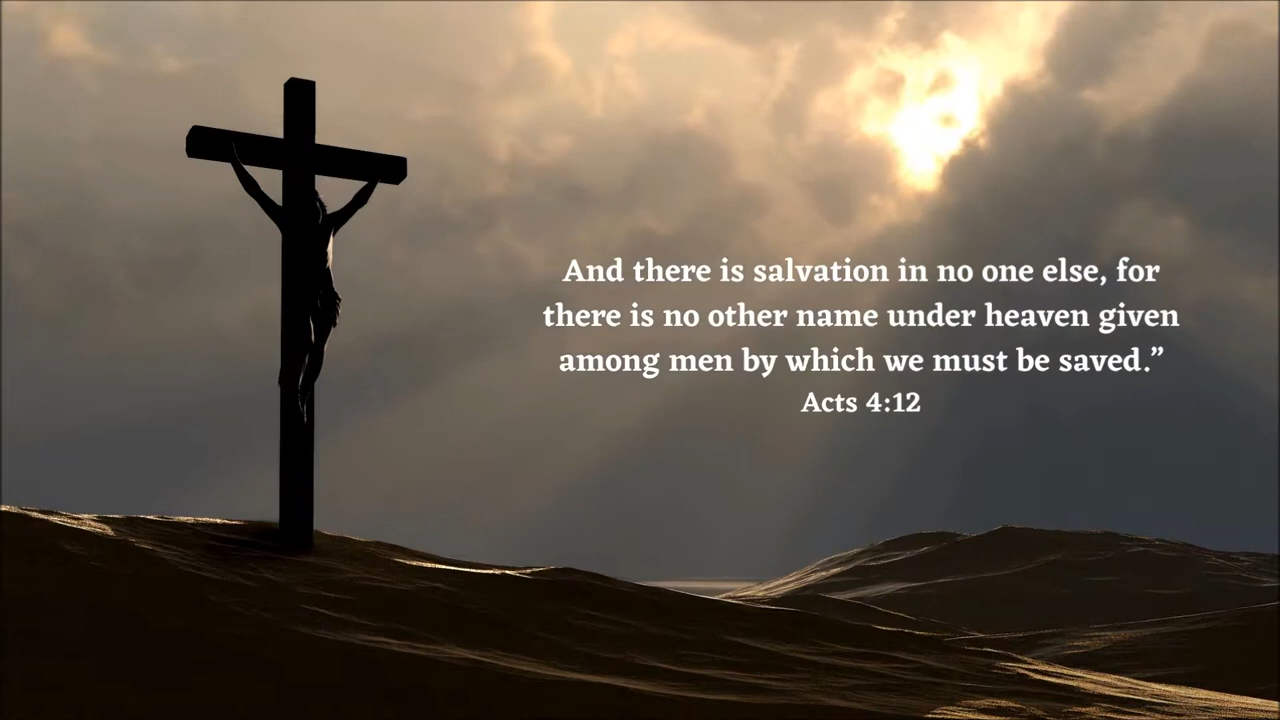 And there is salvation in no one else, for
there is no other name under heaven given
among men by which we must be saved.”
Acts 4:12